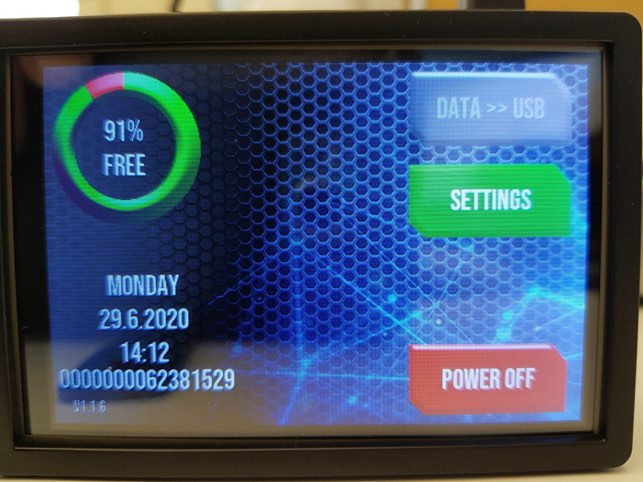 91%
FREE
DATA >> USB
SETTINGS
MONDAY
29.6.2020
14:12
0000000062381529
V1.1.6
POWER OFF